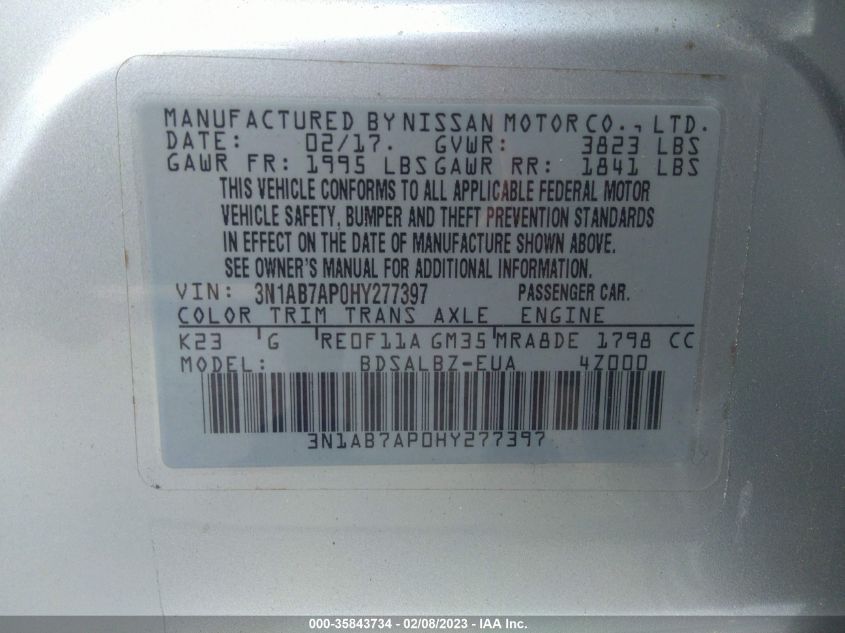 MANUFACTURED BY NISSAN MOTOR CO., LTD.
DATE: 02/17. GVWR: 3823 LBS
GAWR FR: 1995 LBS GAWR RR: 1841 LBS
THIS VEHICLE CONFORMS TO ALL APPLICABLE FEDERAL MOTOR
VEHICLE SAFETY, BUMPER AND THEFT PREVENTION STANDARDS
IN EFFECT ON THE DATE OF MANUFACTURE SHOWN ABOVE.
SEE OWNER'S MANUAL FOR ADDITIONAL INFORMATION.
VIN: 3N1AB7AP0HY277397 PASSENGER CAR.
COLOR TRIM TRANS AXLE ENGINE
K23 G RE0F11A GM35 MRA8DE 1798 CC
MODEL: BDSALBZ-EUA 4Z000
3N1AB7AP0HY277397
000-35843734 - 02/08/2023 - IAA Inc.